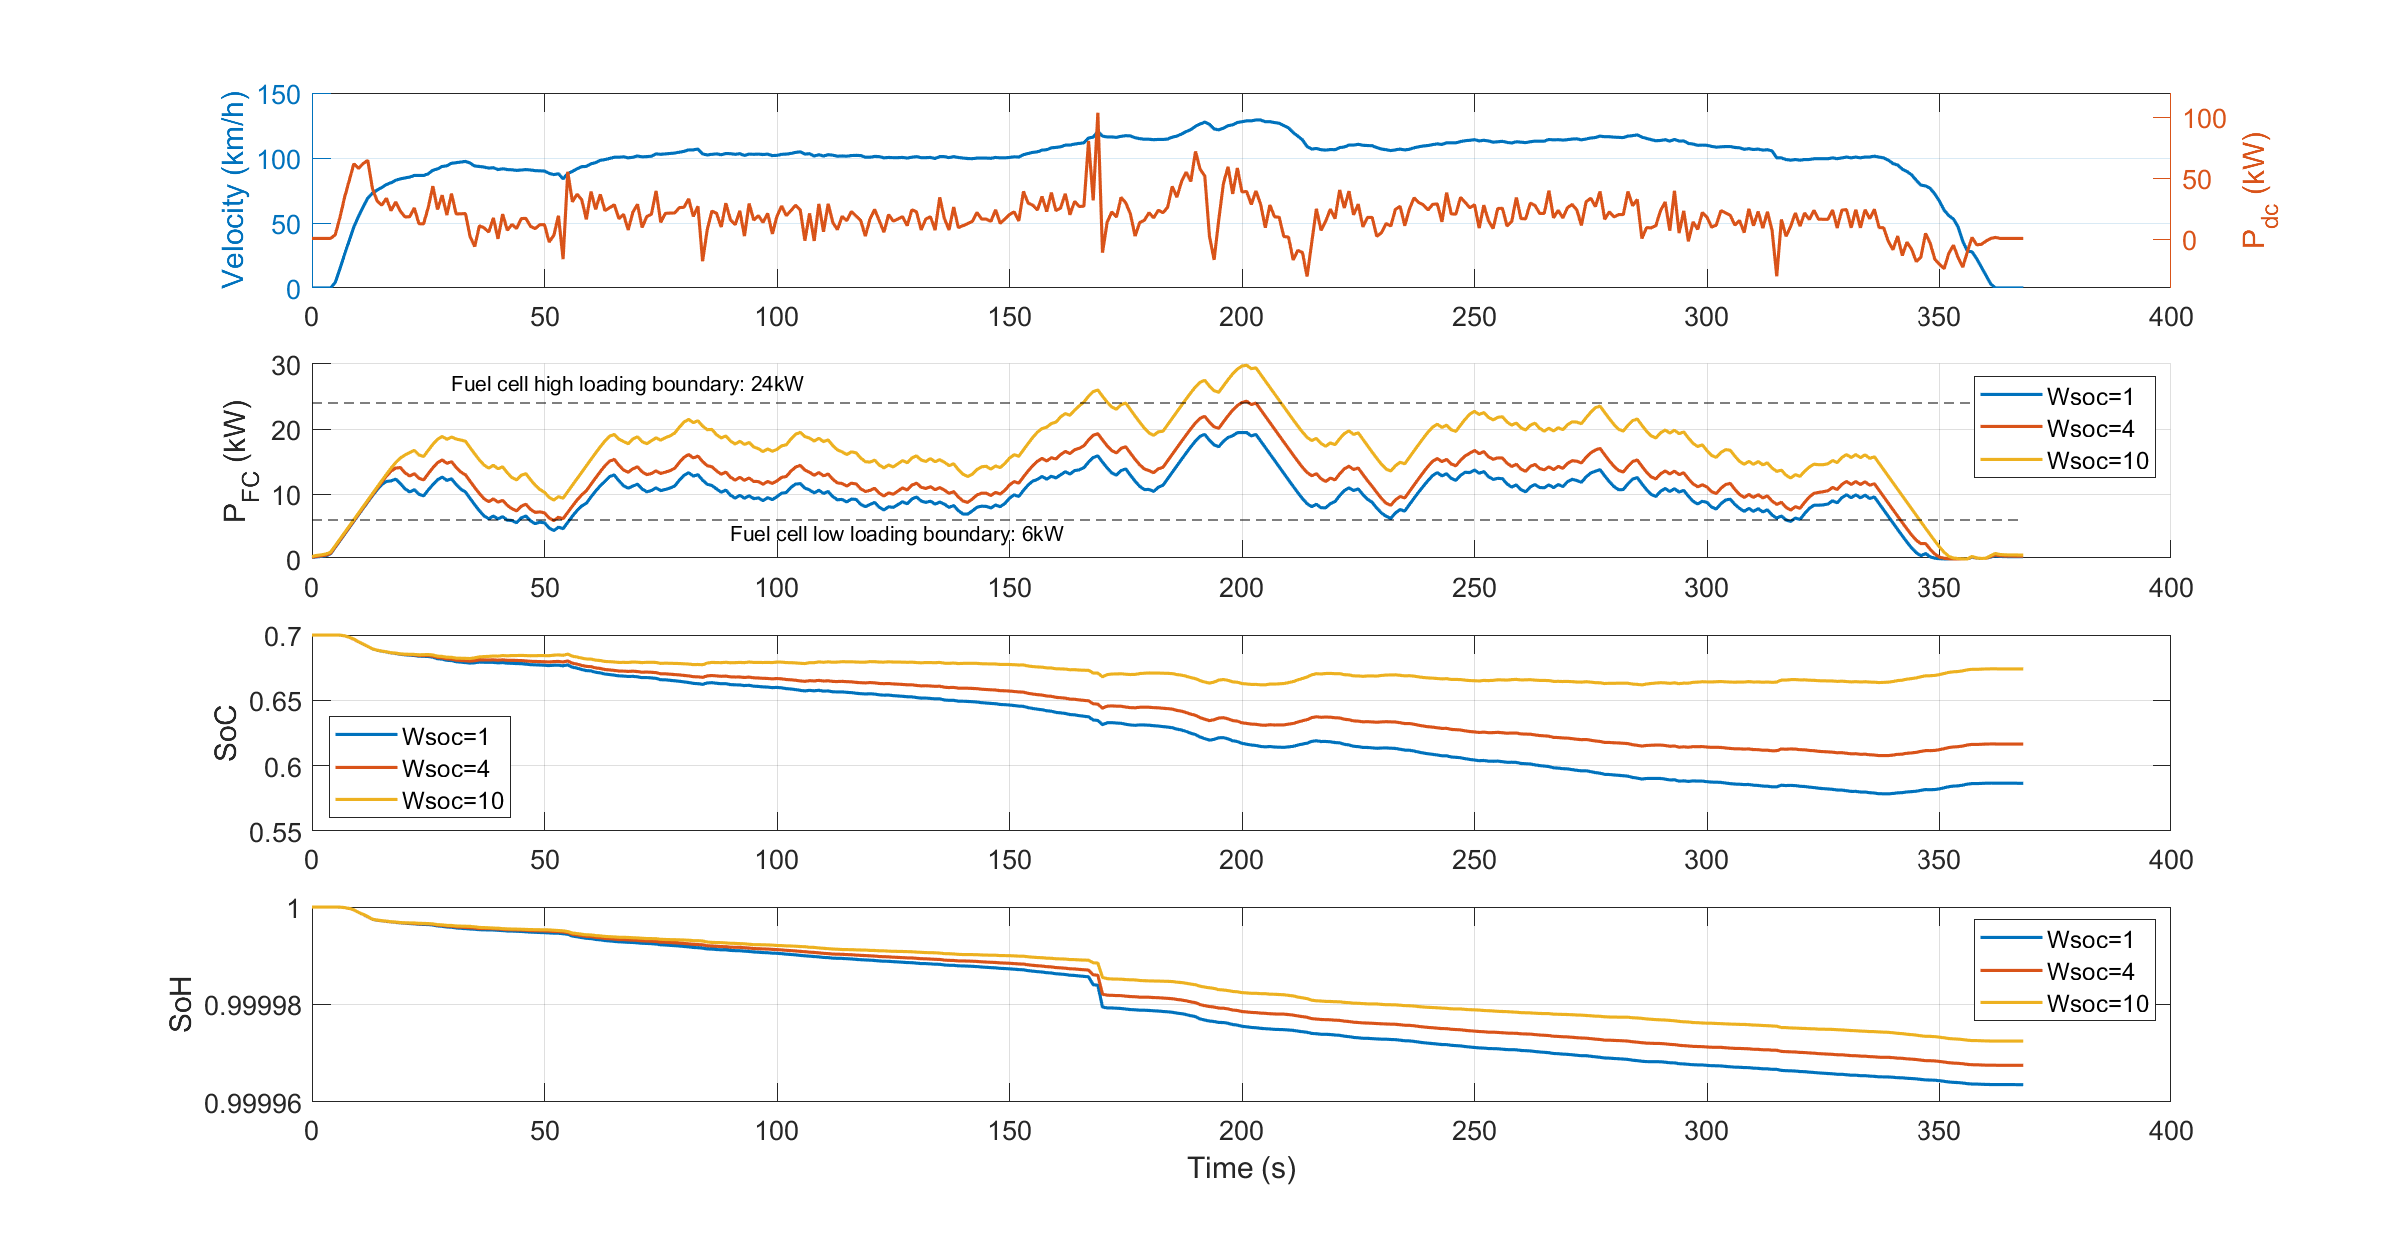 Velocity (km/h)
150
100
50
0
100
50
0
P_dc (kW)
0 50 100 150 200 250 300 350 400
P_FC (kW)
30
20
10
0
Fuel cell high loading boundary: 24kW
Fuel cell low loading boundary: 6kW
Wsoc=1
Wsoc=4
Wsoc=10
0 50 100 150 200 250 300 350 400
SoC
0.7
0.65
0.6
0.55
Wsoc=1
Wsoc=4
Wsoc=10
0 50 100 150 200 250 300 350 400
SoH
1
0.99998
0.99996
Wsoc=1
Wsoc=4
Wsoc=10
0 50 100 150 200 250 300 350 400
Time (s)